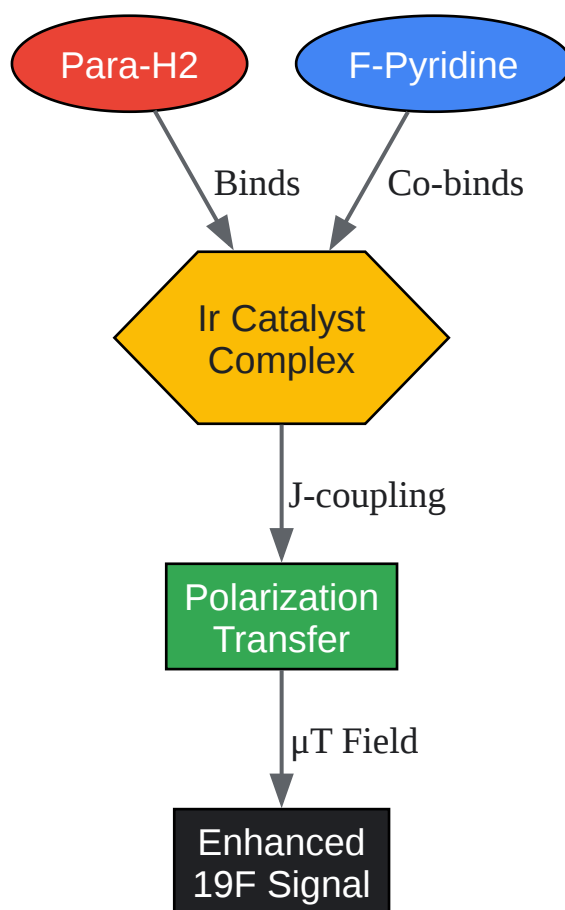 Para-H2
F-Pyridine
Binds
Co-binds
Ir Catalyst
Complex
J-coupling
Polarization
Transfer
μT Field
Enhanced
19F Signal